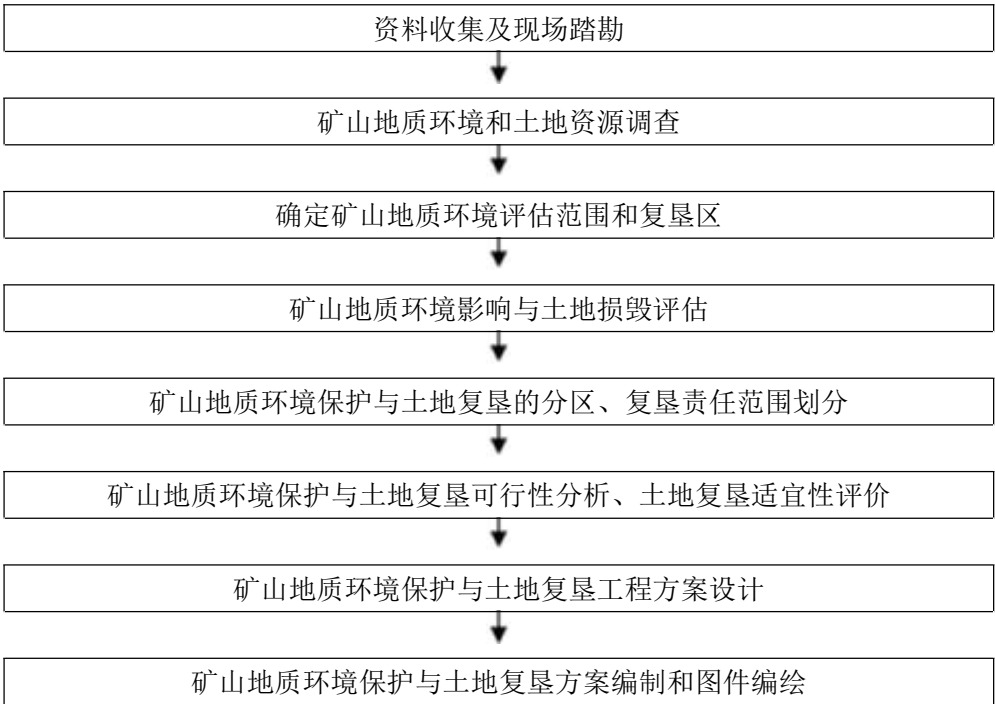 资料收集及现场踏勘
矿山地质环境和土地资源调查
确定矿山地质环境评估范围和复垦区
矿山地质环境影响与土地损毁评估
矿山地质环境保护与土地复垦的分区、复垦责任范围划分
矿山地质环境保护与土地复垦可行性分析、土地复垦适宜性评价
矿山地质环境保护与土地复垦工程方案设计
矿山地质环境保护与土地复垦方案编制和图件编绘